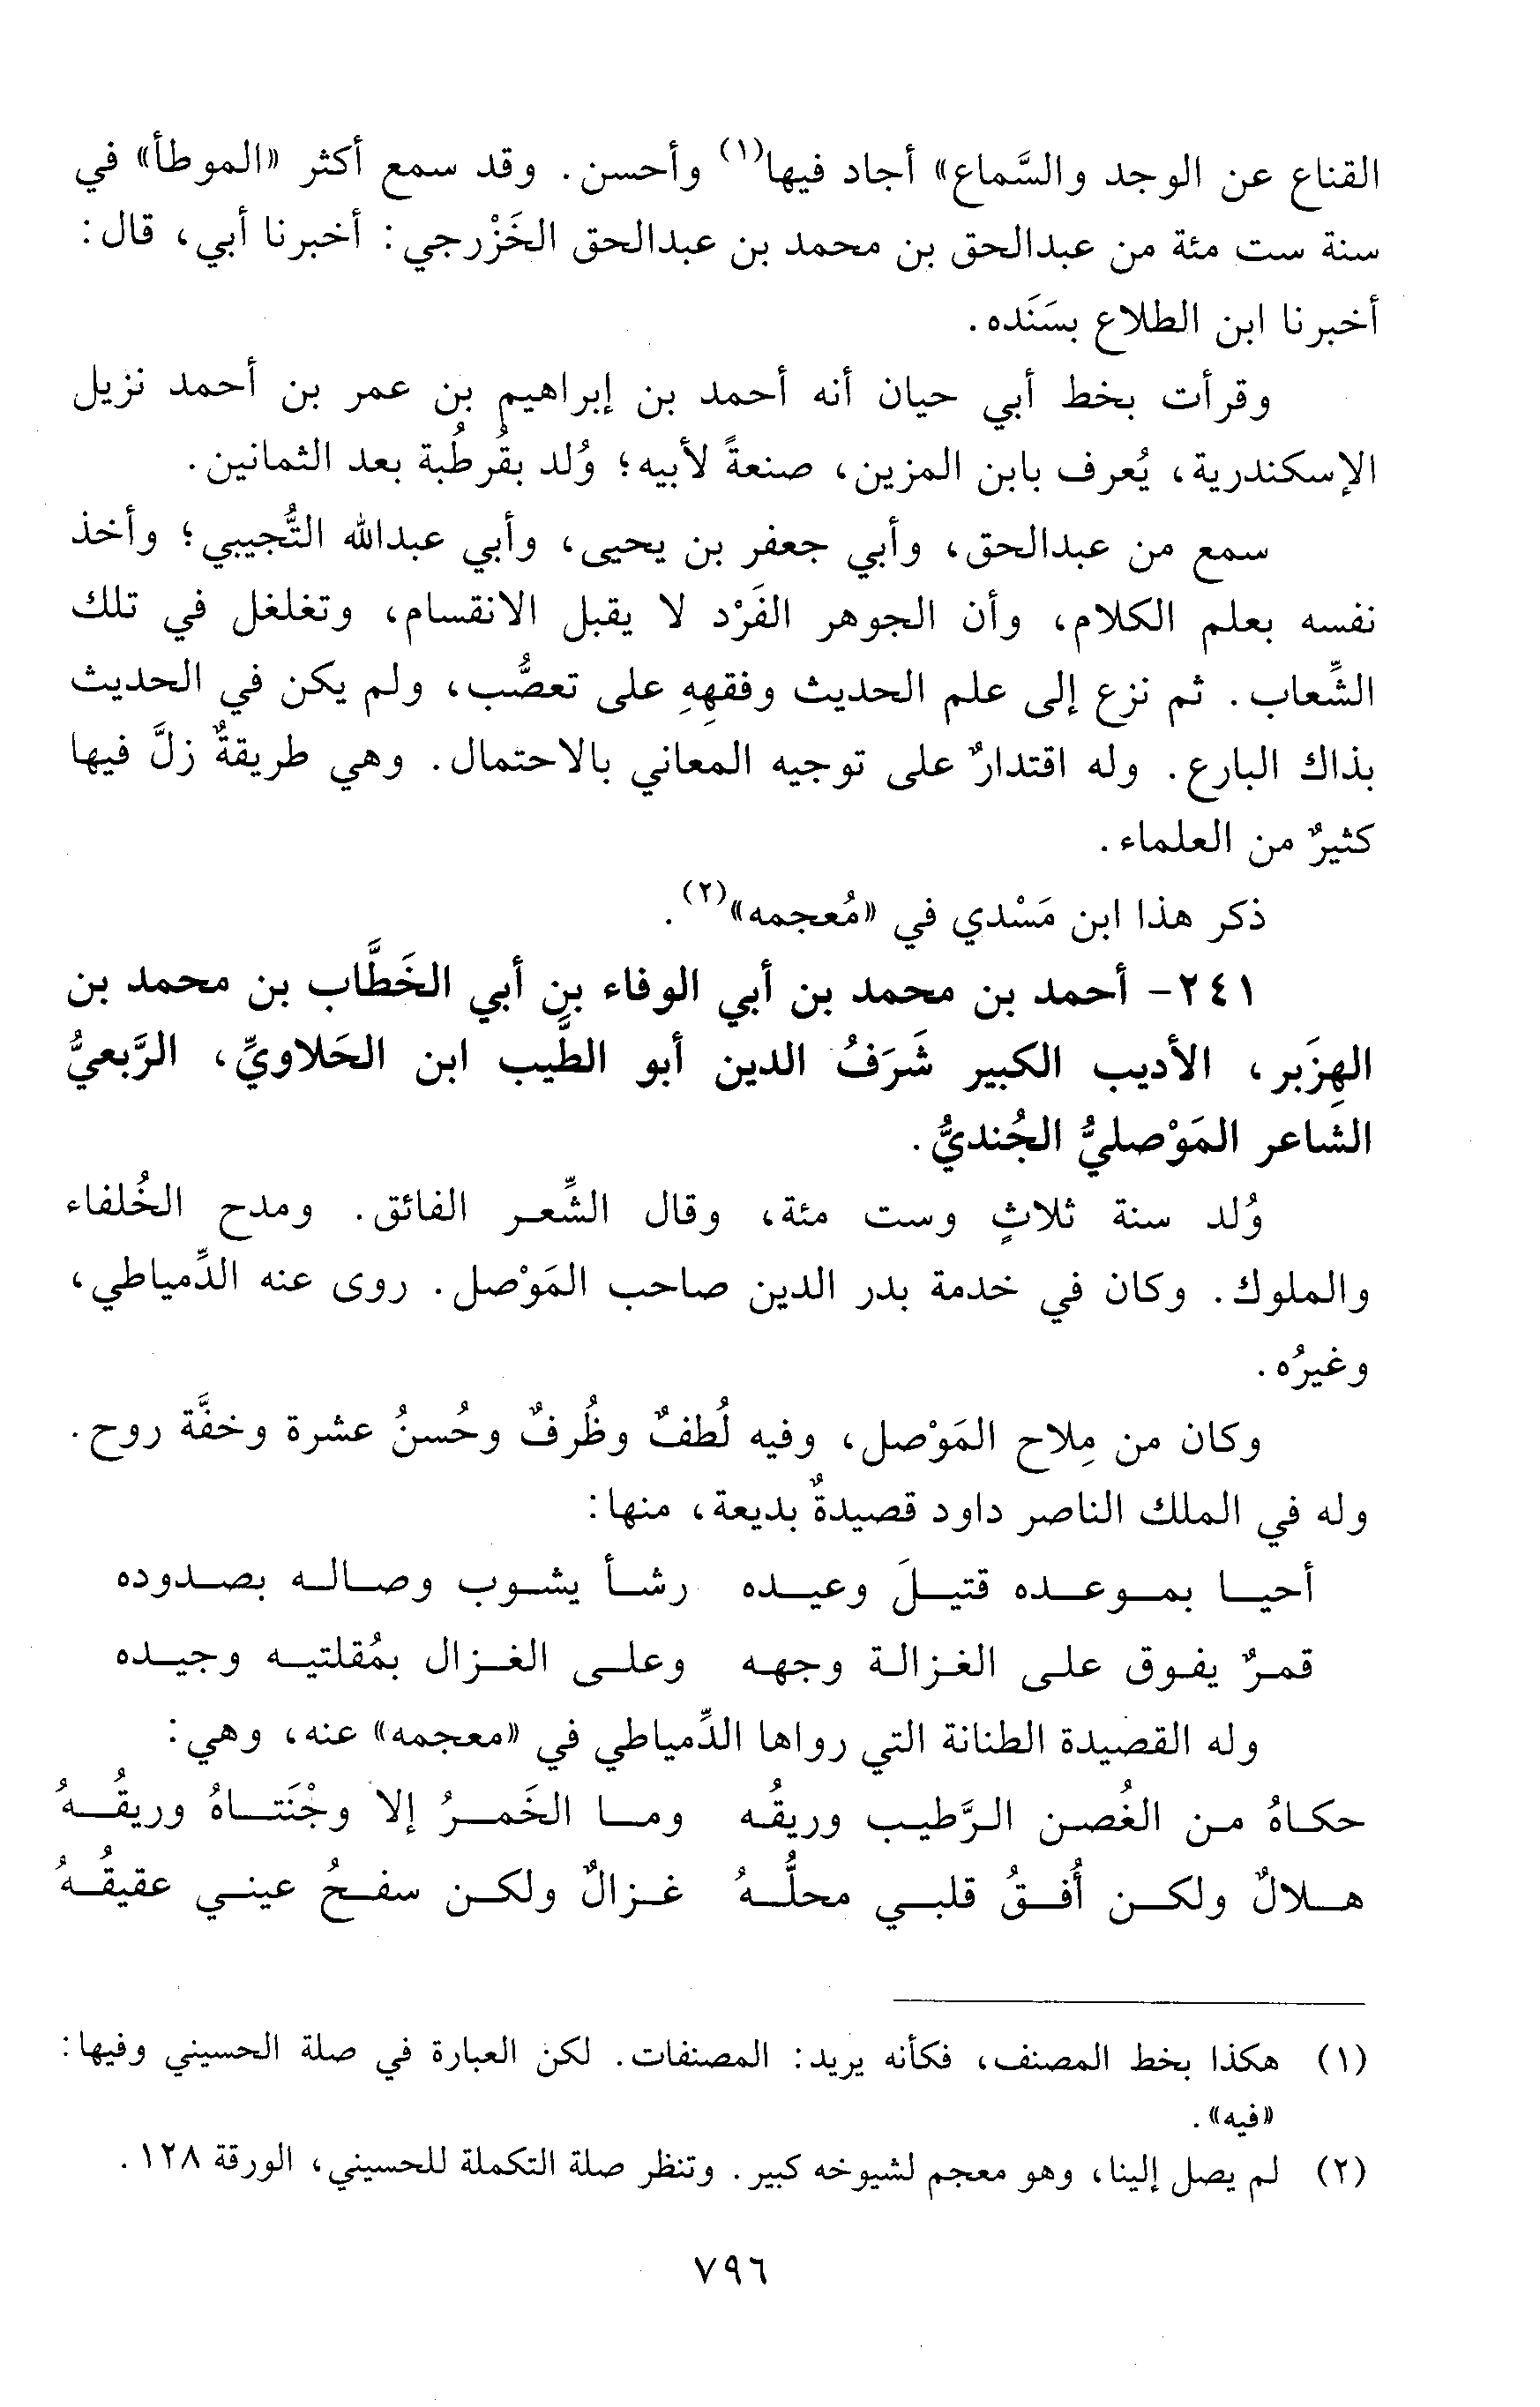 القناع عن الوجد والسَّماع» أجاد فيها(١) وأحسن. وقد سمع أكثر «الموطأ» في
سنة ست مئة من عبدالحق بن محمد بن عبدالحق الخَزْرجي: أخبرنا أبي، قال:
أخبرنا ابن الطلاع بسَنَده.
وقرأت بخط أبي حيان أنه أحمد بن إبراهيم بن عمر بن أحمد نزيل
الإسكندرية، يُعرف بابن المزين، صنعةً لأبيه؛ وُلد بقُرطُبة بعد الثمانين.
سمع من عبدالحق، وأبي جعفر بن يحيى، وأبي عبدالله التُّجيبي؛ وأخذ
نفسه بعلم الكلام، وأن الجوهر الفَرْد لا يقبل الانقسام، وتغلغل في تلك
الشِّعاب. ثم نزع إلى علم الحديث وفقهِهِ على تعصُّب، ولم يكن في الحديث
بذاك البارع. وله اقتدارٌ على توجيه المعاني بالاحتمال. وهي طريقةٌ زلَّ فيها
كثيرٌ من العلماء.
ذكر هذا ابن مَسْدي في «مُعجمه»(٢).
٢٤١- أحمد بن محمد بن أبي الوفاء بن أبي الخَطَّاب بن محمد بن
الهِزَبر، الأديب الكبير شَرَفُ الدين أبو الطَّيب ابن الحَلاويِّ، الرَّبعيُّ
الشاعر المَوْصليُّ الجُنديُّ.
وُلد سنة ثلاثٍ وست مئة، وقال الشِّعر الفائق. ومدح الخُلفاء
والملوك. وكان في خدمة بدر الدين صاحب المَوْصل. روى عنه الدِّمياطي،
وغيرُه.
وكان من مِلاح المَوْصل، وفيه لُطفٌ وظُرفٌ وحُسنُ عشرة وخفَّة روح.
وله في الملك الناصر داود قصيدةٌ بديعة، منها:
أحيا بموعده قتيلَ وعيده رشأ يشوب وصاله بصدوده
قمرٌ يفوق على الغزالة وجهه وعلى الغزال بمُقلتيه وجيده
وله القصيدة الطنانة التي رواها الدِّمياطي في «معجمه» عنه، وهي:
حكاهُ من الغُصن الرَّطيب وريقُه وما الخَمرُ إلا وجْنَتاهُ وريقُهُ
هلالٌ ولكن أُفقُ قلبي محلُّهُ غزالٌ ولكن سفحُ عيني عقيقُهُ
(١) هكذا بخط المصنف، فكأنه يريد: المصنفات. لكن العبارة في صلة الحسيني وفيها:
«فيه».
(٢) لم يصل إلينا، وهو معجم لشيوخه كبير. وتنظر صلة التكملة للحسيني، الورقة ١٢٨.
٧٩٦